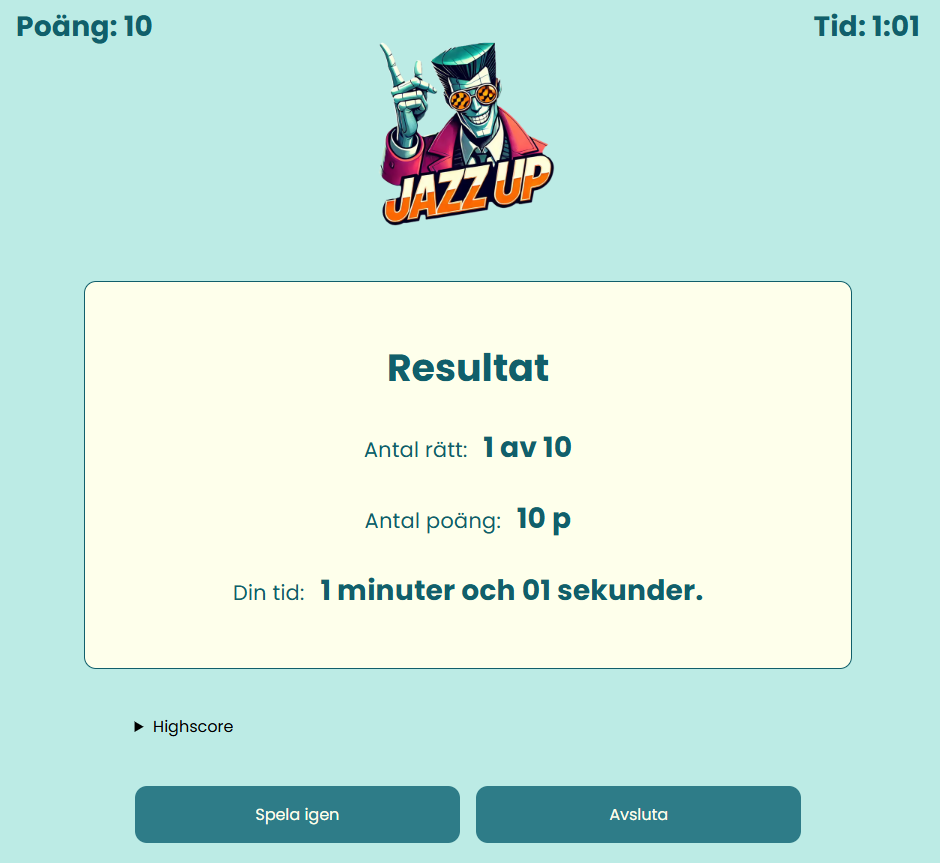 Poäng: 10
Tid: 1:01
JAZZ UP
Resultat
Antal rätt: 1 av 10
Antal poäng: 10 p
Din tid: 1 minuter och 01 sekunder.
Highscore
Spela igen
Avsluta